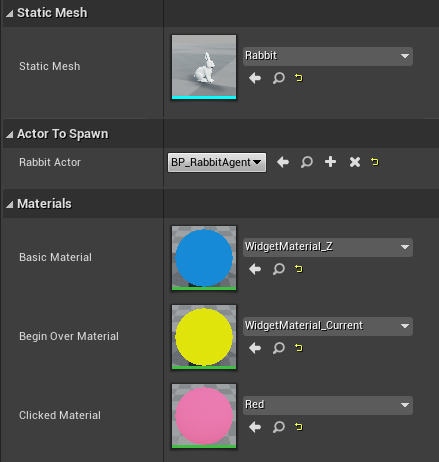 Static Mesh
Static Mesh
Rabbit
Actor To Spawn
Rabbit Actor
BP_RabbitAgent
Materials
Basic Material
WidgetMaterial_Z
Begin Over Material
WidgetMaterial_Current
Clicked Material
Red